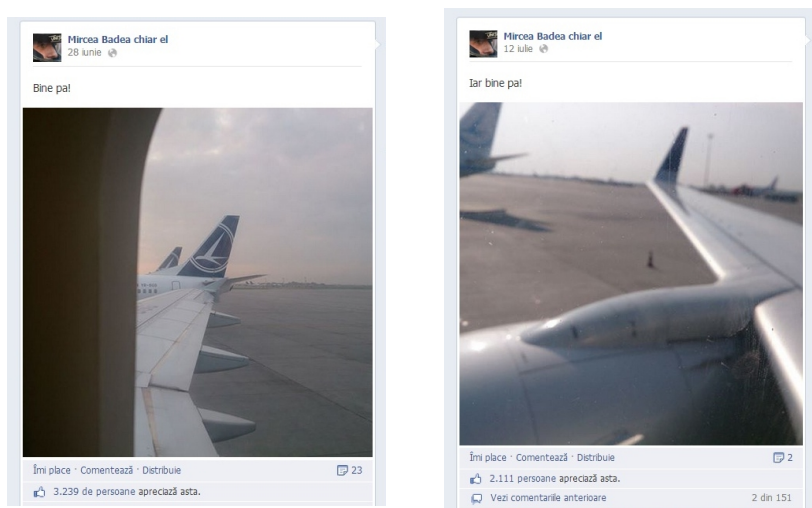 Mircea Badea chiar el
28 iunie
Bine pa!
Îmi place · Comentează · Distribuie 23
3.239 de persoane apreciază asta.
Mircea Badea chiar el
12 iulie
Iar bine pa!
Îmi place · Comentează · Distribuie 2
2.111 persoane apreciază asta.
Vezi comentariile anterioare 2 din 151